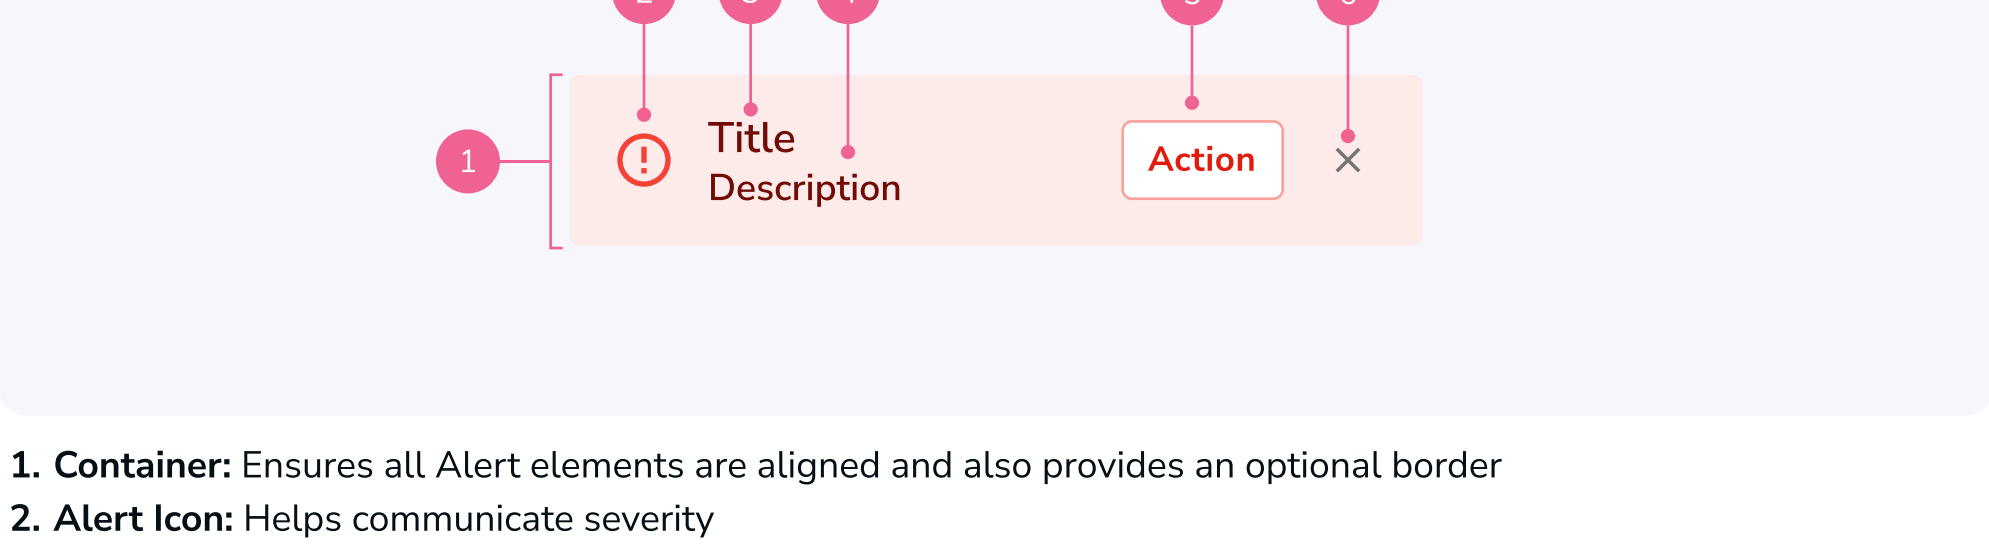 1
Title
Description
Action
1. Container: Ensures all Alert elements are aligned and also provides an optional border
2. Alert Icon: Helps communicate severity